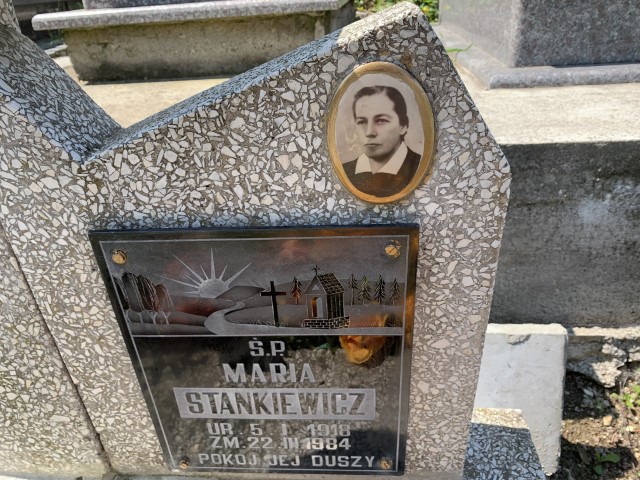 Ś.P.
MARIA
STANKIEWICZ
UR. 5. I. 1918
ZM. 22. III 1984
POKÓJ JEJ DUSZY